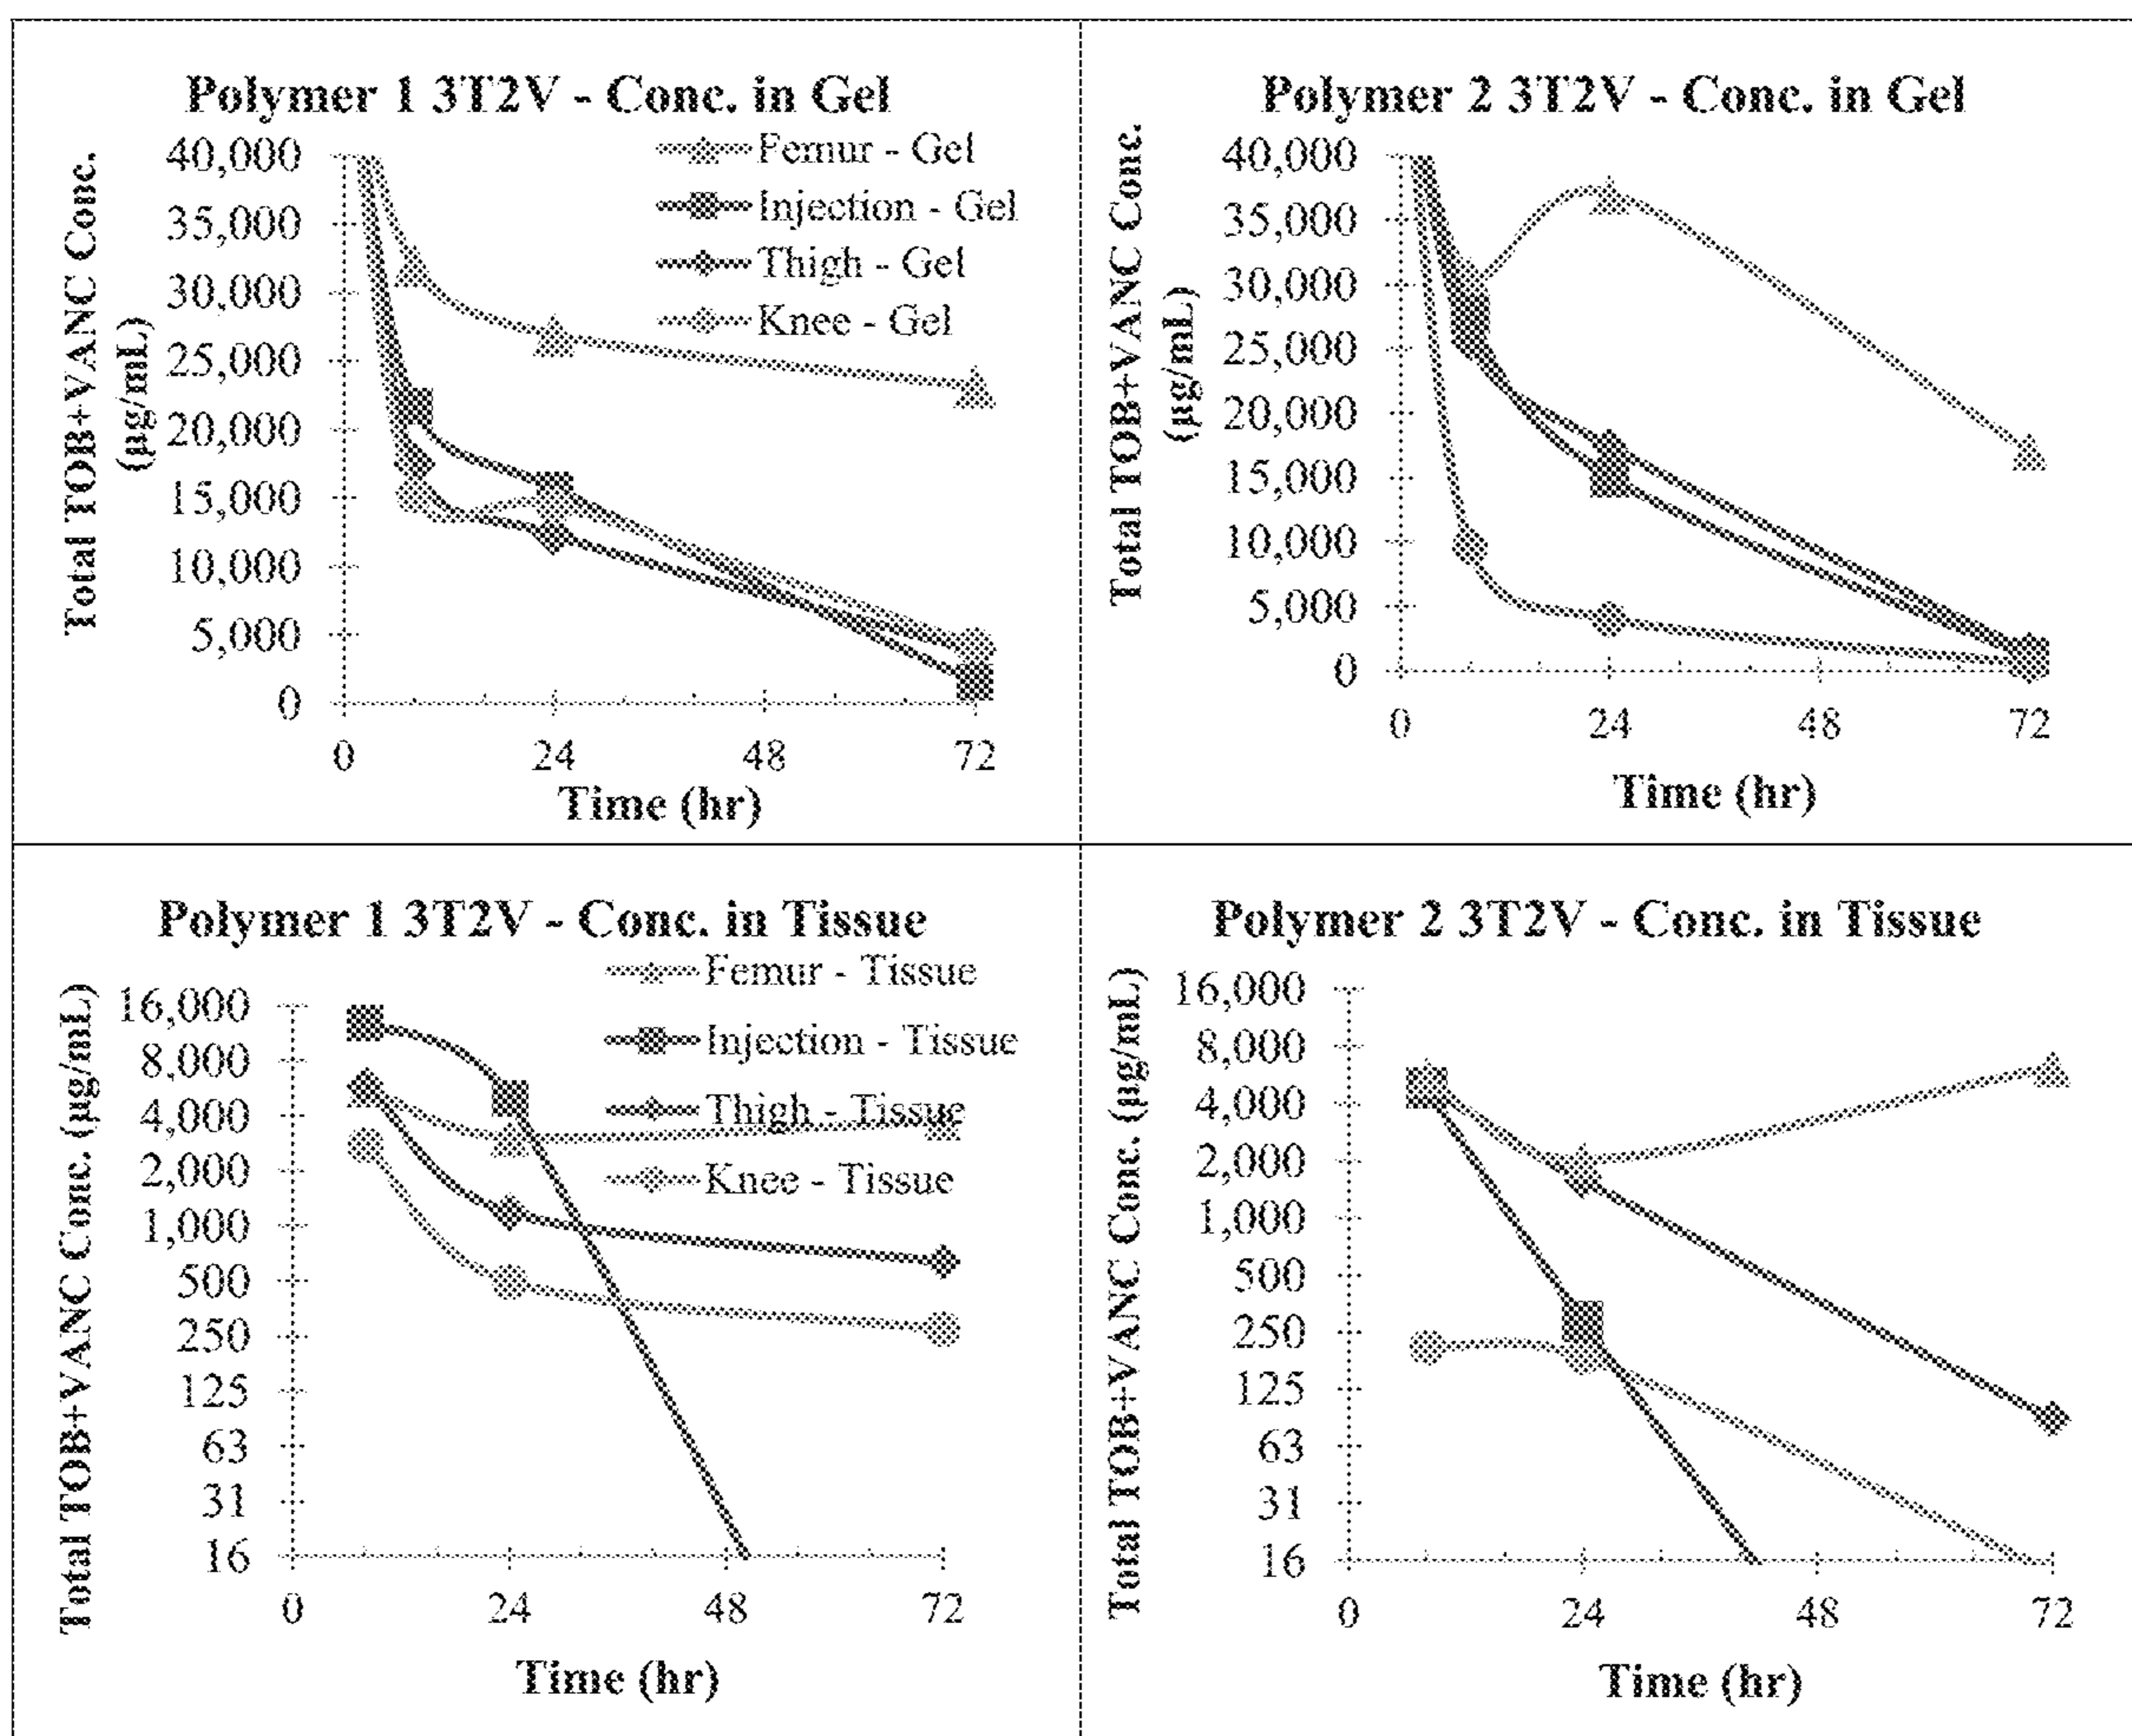 Polymer 1 3T2V - Conc. in Gel
Total TOB+VANC Conc.
(µg/mL)
40,000
35,000
30,000
25,000
20,000
15,000
10,000
5,000
0
Femur - Gel
Injection - Gel
Thigh - Gel
Knee - Gel
0 24 48 72
Time (hr)
Polymer 2 3T2V - Conc. in Gel
Total TOB+VANC Conc.
(µg/mL)
40,000
35,000
30,000
25,000
20,000
15,000
10,000
5,000
0
0 24 48 72
Time (hr)
Polymer 1 3T2V - Conc. in Tissue
Total TOB+VANC Conc. (µg/mL)
16,000
8,000
4,000
2,000
1,000
500
250
125
63
31
16
Femur - Tissue
Injection - Tissue
Thigh - Tissue
Knee - Tissue
0 24 48 72
Time (hr)
Polymer 2 3T2V - Conc. in Tissue
Total TOB+VANC Conc. (µg/mL)
16,000
8,000
4,000
2,000
1,000
500
250
125
63
31
16
0 24 48 72
Time (hr)